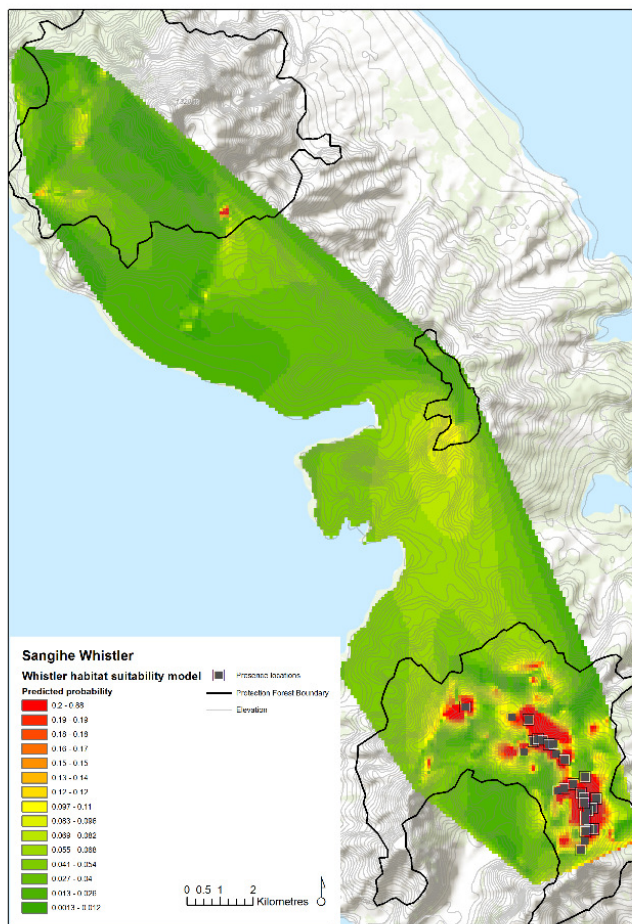 Sangihe Whistler
Whistler habitat suitability model
Predicted probability
0.2 - 0.68
0.19 - 0.19
0.18 - 0.18
0.16 - 0.17
0.15 - 0.15
0.13 - 0.14
0.12 - 0.12
0.097 - 0.11
0.083 - 0.096
0.069 - 0.082
0.055 - 0.068
0.041 - 0.054
0.027 - 0.04
0.013 - 0.026
0.0013 - 0.012
Presence locations
Protection Forest Boundary
Elevation
0 0.5 1 2
Kilometres